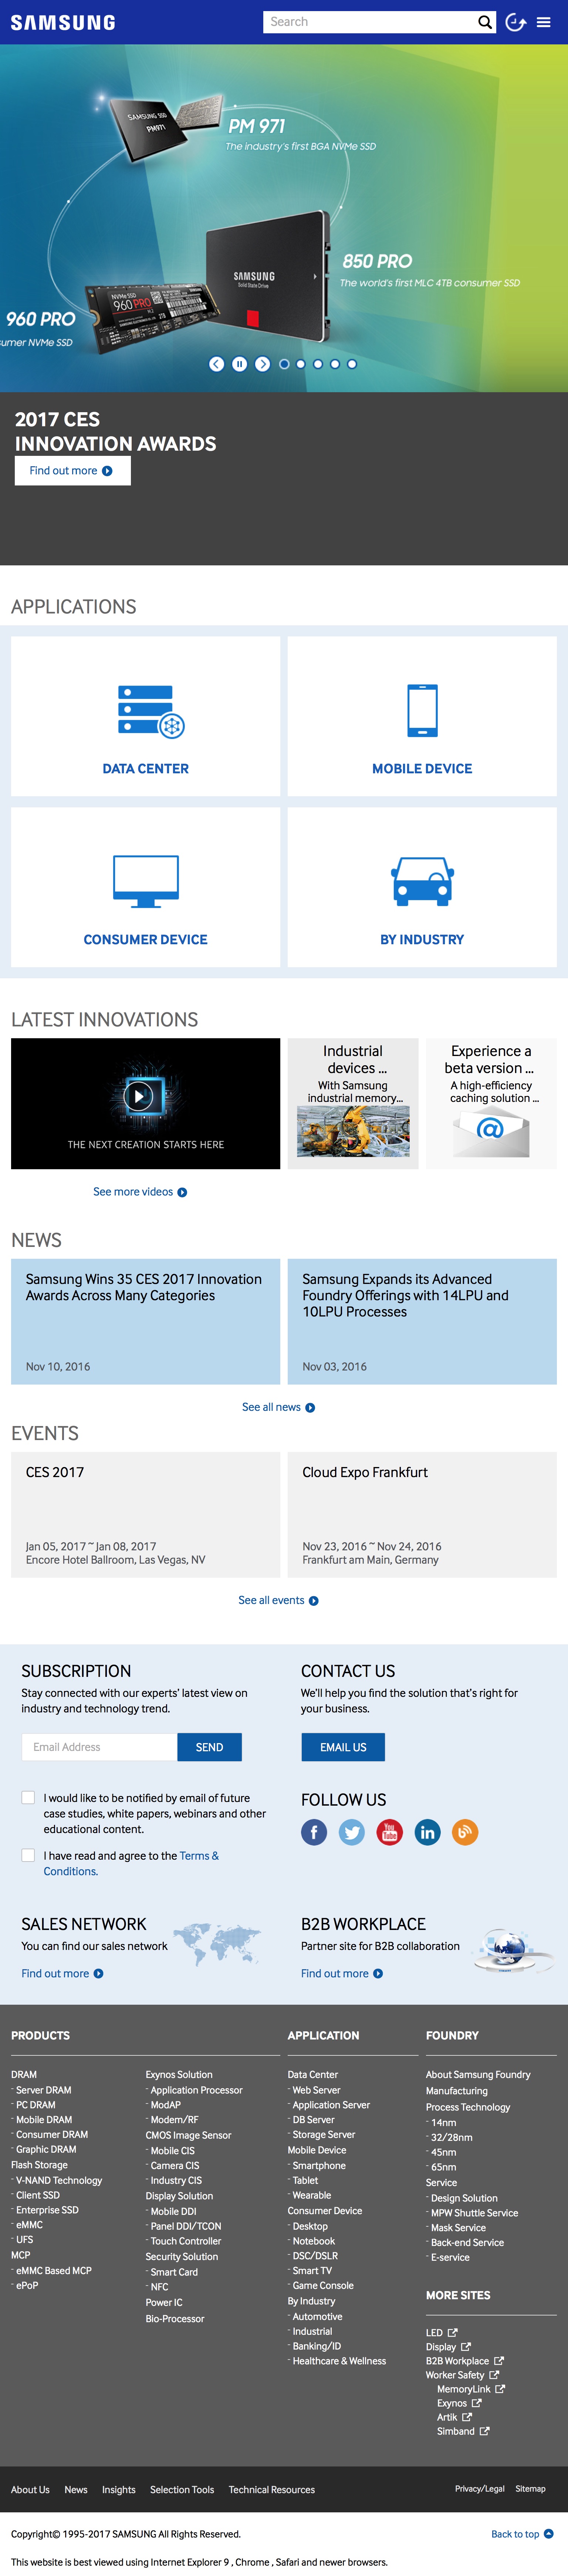 SAMSUNG
Search
SAMSUNG SSD
PM971
PM 971
The industry's first BGA NVMe SSD
850 PRO
The world's first MLC 4TB consumer SSD
SAMSUNG
Solid State Drive
NVMe SSD
960 PRO
960 PRO
umer NVMe SSD
2017 CES
INNOVATION AWARDS
Find out more
APPLICATIONS
DATA CENTER
MOBILE DEVICE
CONSUMER DEVICE
BY INDUSTRY
LATEST INNOVATIONS
THE NEXT CREATION STARTS HERE
Industrial
devices ...
With Samsung
industrial memory...
Experience a
beta version ...
A high-efficiency
caching solution ...
See more videos
NEWS
Samsung Wins 35 CES 2017 Innovation
Awards Across Many Categories
Nov 10, 2016
Samsung Expands its Advanced
Foundry Offerings with 14LPU and
10LPU Processes
Nov 03, 2016
See all news
EVENTS
CES 2017
Jan 05, 2017 ~ Jan 08, 2017
Encore Hotel Ballroom, Las Vegas, NV
Cloud Expo Frankfurt
Nov 23, 2016 ~ Nov 24, 2016
Frankfurt am Main, Germany
See all events
SUBSCRIPTION
Stay connected with our experts' latest view on
industry and technology trend.
Email Address
SEND
I would like to be notified by email of future
case studies, white papers, webinars and other
educational content.
I have read and agree to the Terms &
Conditions.
CONTACT US
We'll help you find the solution that's right for
your business.
EMAIL US
FOLLOW US
f
You
Tube
in
SALES NETWORK
You can find our sales network
Find out more
B2B WORKPLACE
Partner site for B2B collaboration
Find out more
PRODUCTS
DRAM
- Server DRAM
- PC DRAM
- Mobile DRAM
- Consumer DRAM
- Graphic DRAM
Flash Storage
- V-NAND Technology
- Client SSD
- Enterprise SSD
- eMMC
- UFS
MCP
- eMMC Based MCP
- ePoP
Exynos Solution
- Application Processor
- ModAP
- Modem/RF
CMOS Image Sensor
- Mobile CIS
- Camera CIS
- Industry CIS
Display Solution
- Mobile DDI
- Panel DDI/TCON
- Touch Controller
Security Solution
- Smart Card
- NFC
Power IC
Bio-Processor
APPLICATION
Data Center
- Web Server
- Application Server
- DB Server
- Storage Server
Mobile Device
- Smartphone
- Tablet
- Wearable
Consumer Device
- Desktop
- Notebook
- DSC/DSLR
- Smart TV
- Game Console
By Industry
- Automotive
- Industrial
- Banking/ID
- Healthcare & Wellness
FOUNDRY
About Samsung Foundry
Manufacturing
Process Technology
- 14nm
- 32/28nm
- 45nm
- 65nm
Service
- Design Solution
- MPW Shuttle Service
- Mask Service
- Back-end Service
- E-service
MORE SITES
LED
Display
B2B Workplace
Worker Safety
MemoryLink
Exynos
Artik
Simband
About Us
News
Insights
Selection Tools
Technical Resources
Privacy/Legal
Sitemap
Copyright© 1995-2017 SAMSUNG All Rights Reserved.
Back to top
This website is best viewed using Internet Explorer 9 , Chrome , Safari and newer browsers.